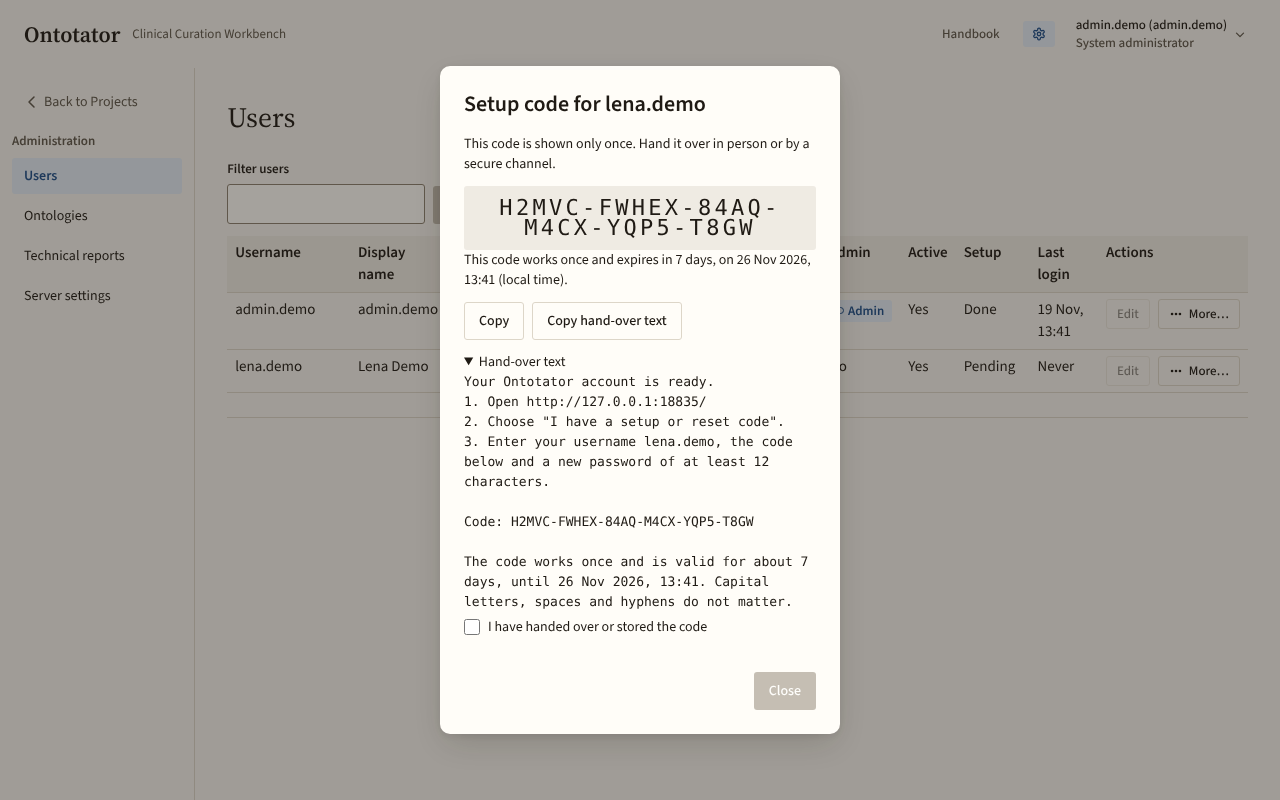 Ontotator
Clinical Curation Workbench
Handbook
admin.demo (admin.demo)
System administrator
Back to Projects
Administration
Users
Ontologies
Technical reports
Server settings
Users
Filter users
Username
Display
name
dmin
Active
Setup
Last
login
Actions
admin.demo
admin.demo
Admin
Yes
Done
19 Nov,
13:41
Edit
More…
lena.demo
Lena Demo
o
Yes
Pending
Never
Edit
More…
Setup code for lena.demo
This code is shown only once. Hand it over in person or by a
secure channel.
H2MVC-FWHEX-84AQ-
M4CX-YQP5-T8GW
This code works once and expires in 7 days, on 26 Nov 2026,
13:41 (local time).
Copy
Copy hand-over text
Hand-over text
Your Ontotator account is ready.
1. Open http://127.0.0.1:18835/
2. Choose "I have a setup or reset code".
3. Enter your username lena.demo, the code
below and a new password of at least 12
characters.
Code: H2MVC-FWHEX-84AQ-M4CX-YQP5-T8GW
The code works once and is valid for about 7
days, until 26 Nov 2026, 13:41. Capital
letters, spaces and hyphens do not matter.
I have handed over or stored the code
Close